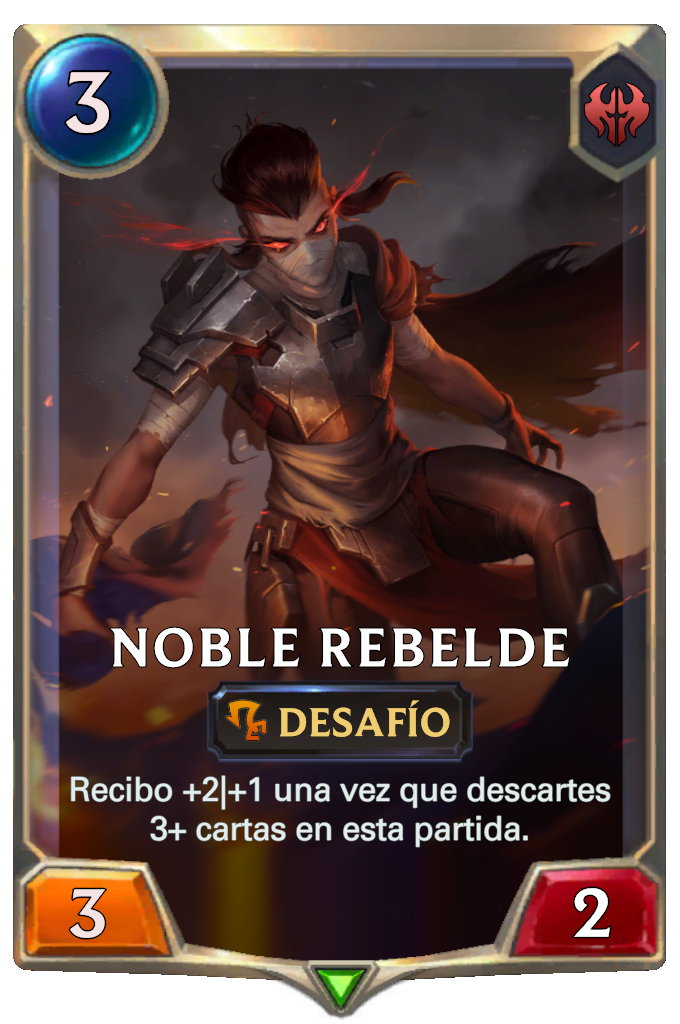 3
NOBLE REBELDE
DESAFÍO
Recibo +2|+1 una vez que descartes
3+ cartas en esta partida.
3
2